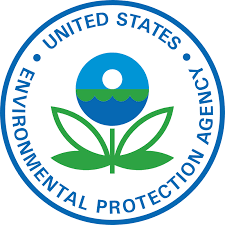 UNITED STATES
ENVIRONMENTAL PROTECTION AGENCY